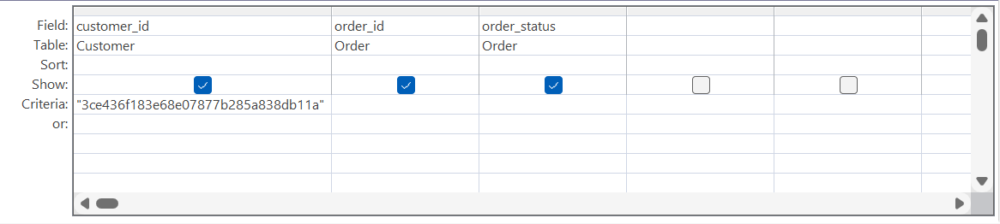 Field: customer_id order_id order_status
Table: Customer Order Order
Sort:
Show:
Criteria: "3ce436f183e68e07877b285a838db11a"
or: